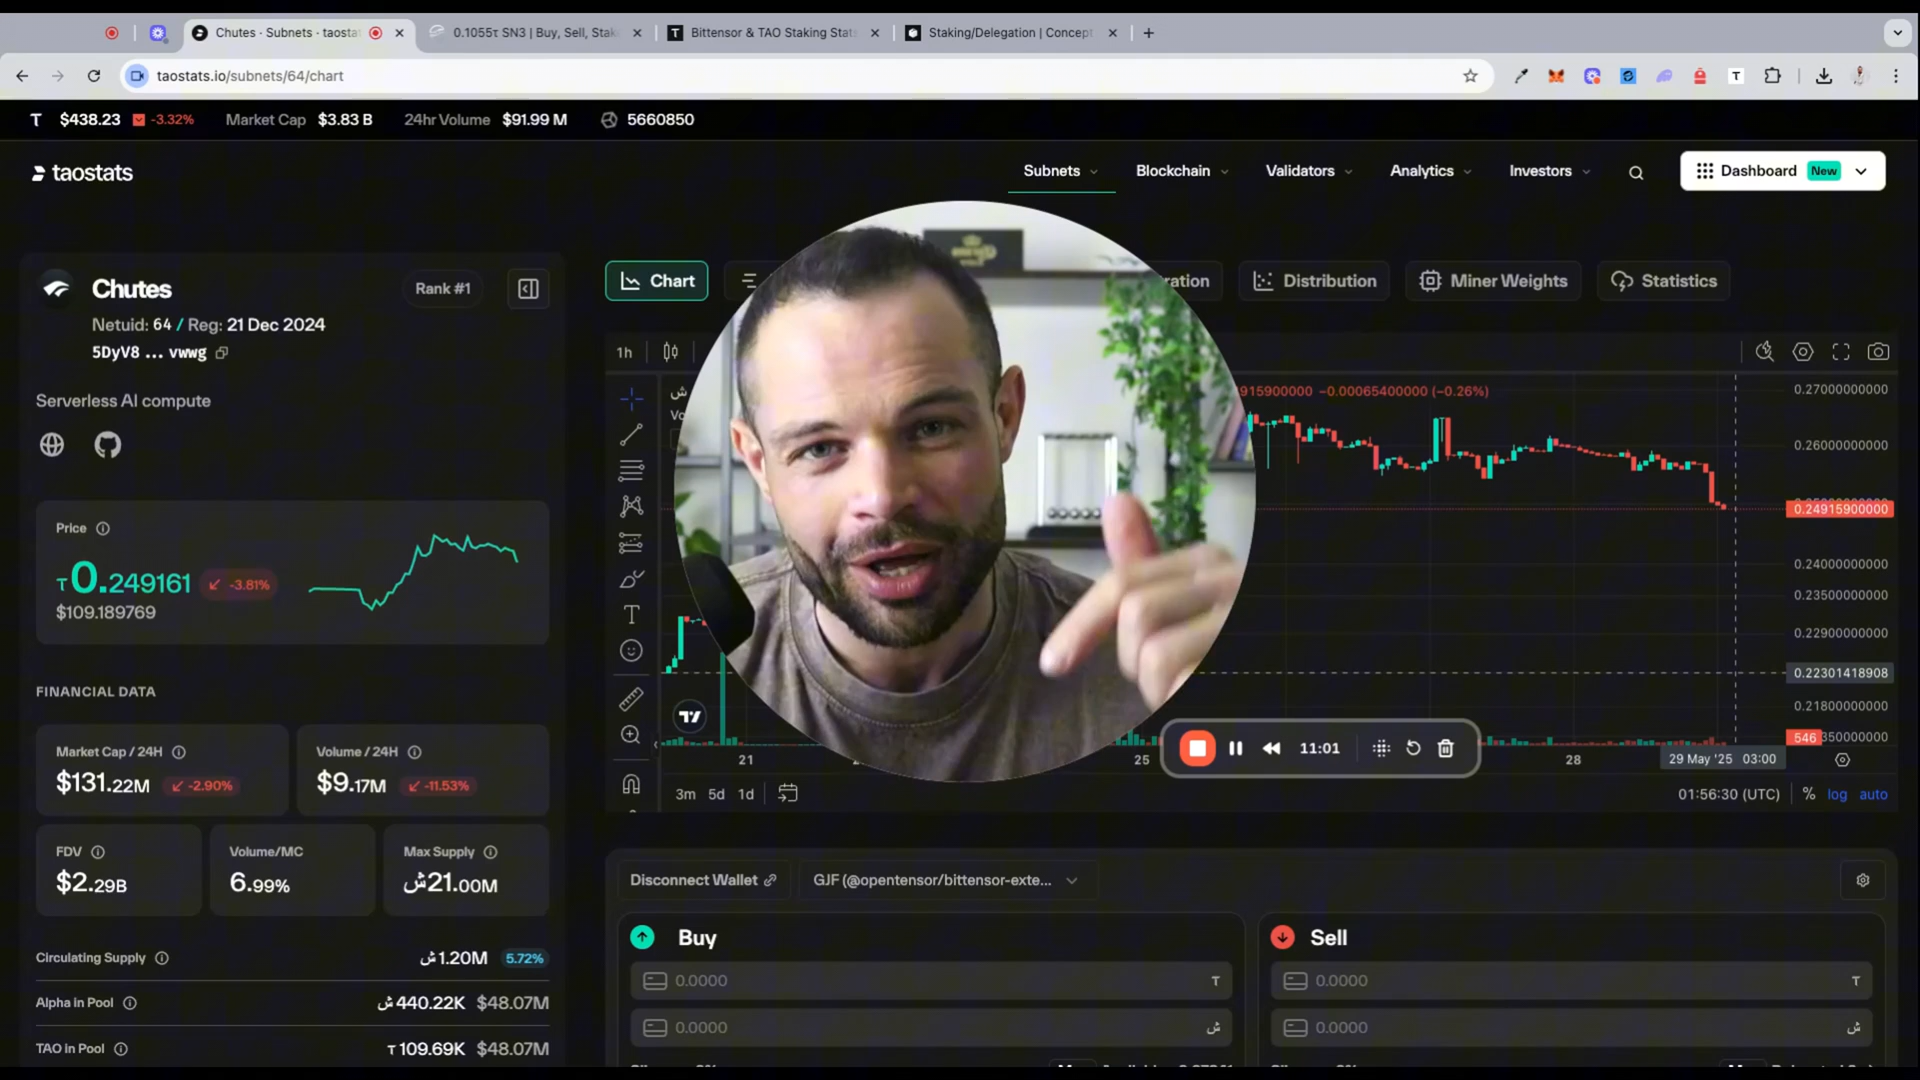 Chutes · Subnets · taosta
0.1055τ SN3 | Buy, Sell, Stak
Bittensor & TAO Staking Stats
Staking/Delegation | Concept
taostats.io/subnets/64/chart
T $438.23 -3.32% Market Cap $3.83 B 24hr Volume $91.99 M 5660850
taostats
Subnets Blockchain Validators Analytics Investors Dashboard New
Chutes Rank #1
Netuid: 64 / Reg: 21 Dec 2024
5DyV8 ... vwwg
Serverless AI compute
Price
τ0.249161 -3.81%
$109.189769
FINANCIAL DATA
Market Cap / 24H
$131.22M -2.90%
Volume / 24H
$9.17M -11.53%
FDV
$2.29B
Volume/MC
6.99%
Max Supply
ش21.00M
Circulating Supply ش1.20M 5.72%
Alpha in Pool ش440.22K $48.07M
TAO in Pool τ109.69K $48.07M
Chart ration Distribution Miner Weights Statistics
1h
ش
Vo
915900000 −0.00065400000 (−0.26%)
0.27000000000
0.26000000000
0.24915900000
0.24000000000
0.23500000000
0.22900000000
0.22301418908
0.21800000000
546 350000000
21 25 28 29 May '25 03:00
11:01
3m 5d 1d 01:56:30 (UTC) % log auto
Disconnect Wallet GJF (@opentensor/bittensor-exte...
Buy
0.0000 τ
0.0000 ش
Sell
0.0000 τ
0.0000 ش